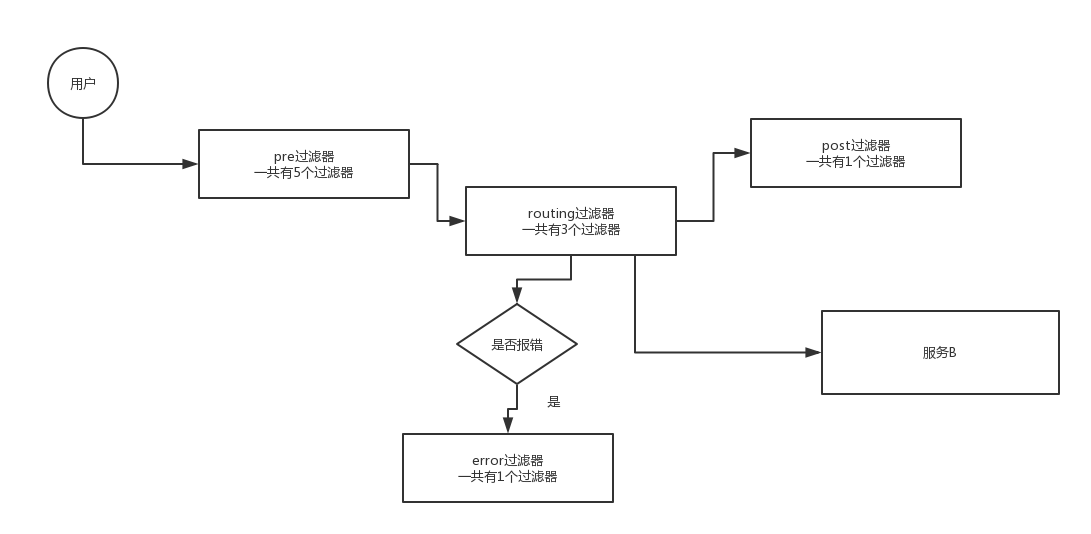 用户
pre过滤器
一共有5个过滤器
routing过滤器
一共有3个过滤器
post过滤器
一共有1个过滤器
是否报错
服务B
是
error过滤器
一共有1个过滤器